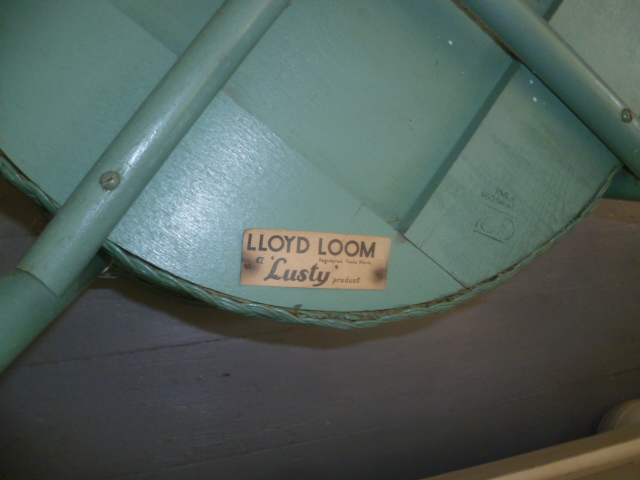 LLOYD LOOM
Registered Trade Mark.
a "Lusty" product